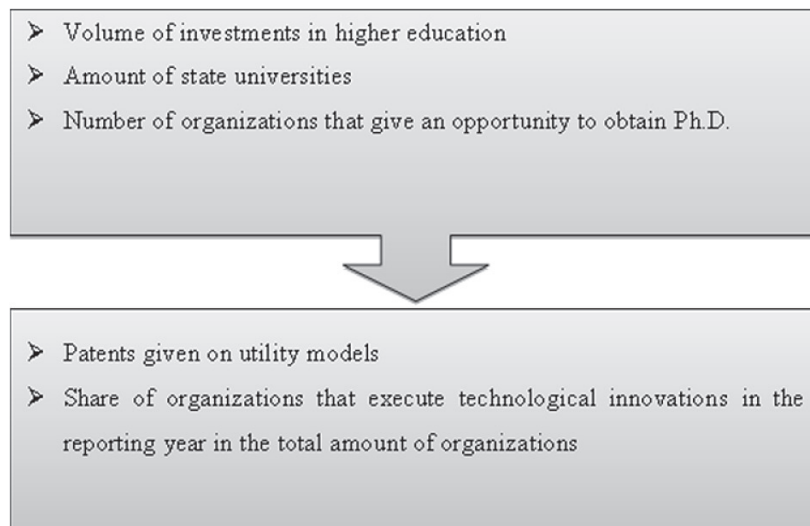 Volume of investments in higher education
Amount of state universities
Number of organizations that give an opportunity to obtain Ph.D.
Patents given on utility models
Share of organizations that execute technological innovations in the
reporting year in the total amount of organizations